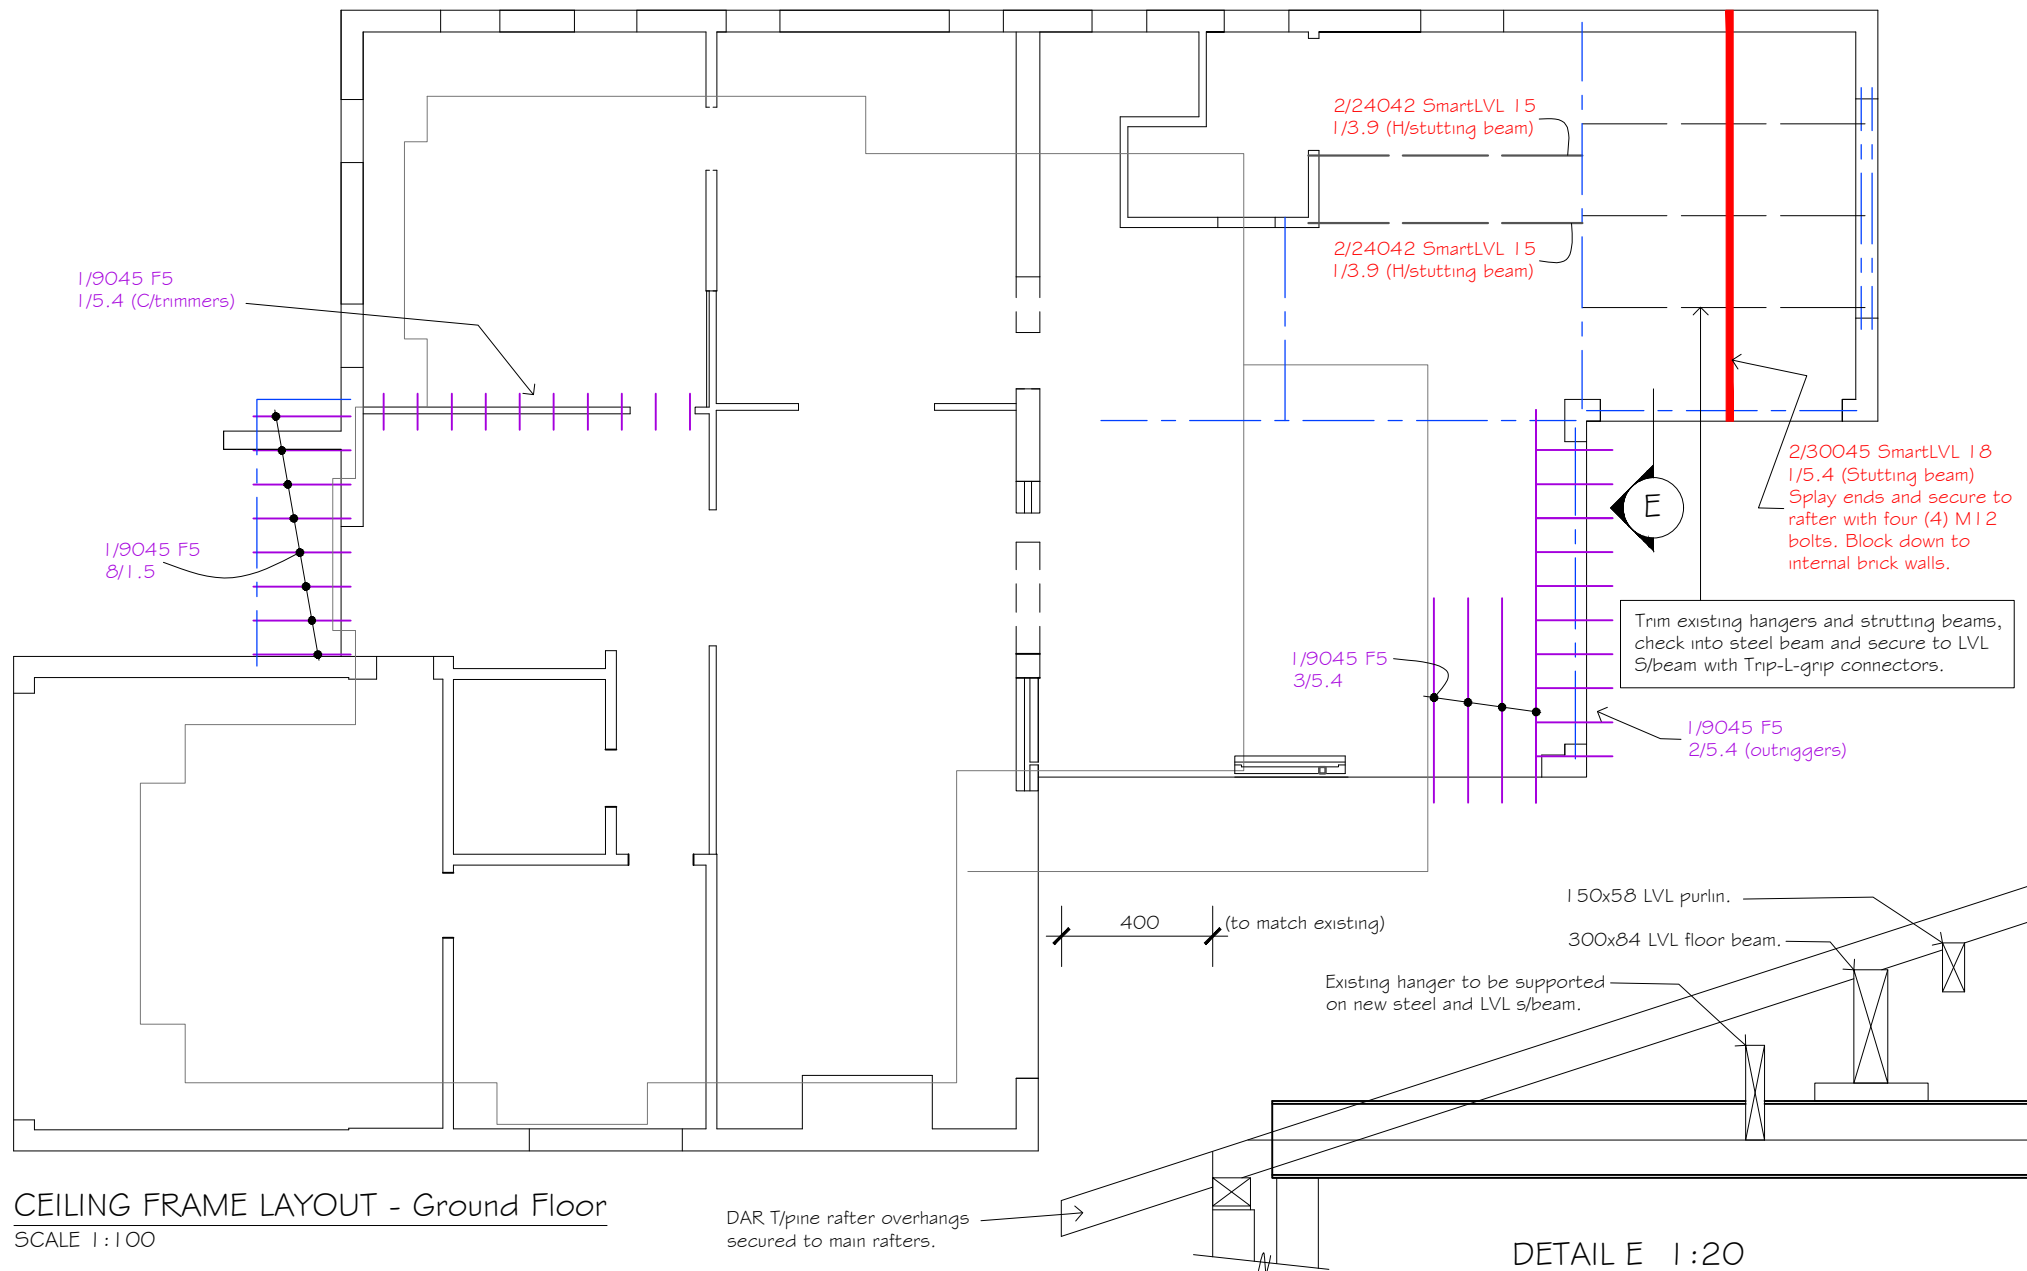 2/24042 SmartLVL 15
1/3.9 (H/stutting beam)
2/24042 SmartLVL 15
1/3.9 (H/stutting beam)
1/9045 F5
1/5.4 (C/trimmers)
1/9045 F5
8/1.5
E
2/30045 SmartLVL 18
1/5.4 (Stutting beam)
Splay ends and secure to
rafter with four (4) M12
bolts. Block down to
internal brick walls.
Trim existing hangers and strutting beams,
check into steel beam and secure to LVL
S/beam with Trip-L-grip connectors.
1/9045 F5
3/5.4
1/9045 F5
2/5.4 (outriggers)
400
(to match existing)
150x58 LVL purlin.
300x84 LVL floor beam.
Existing hanger to be supported
on new steel and LVL s/beam.
DAR T/pine rafter overhangs
secured to main rafters.
CEILING FRAME LAYOUT - Ground Floor
SCALE 1:100
DETAIL E 1:20